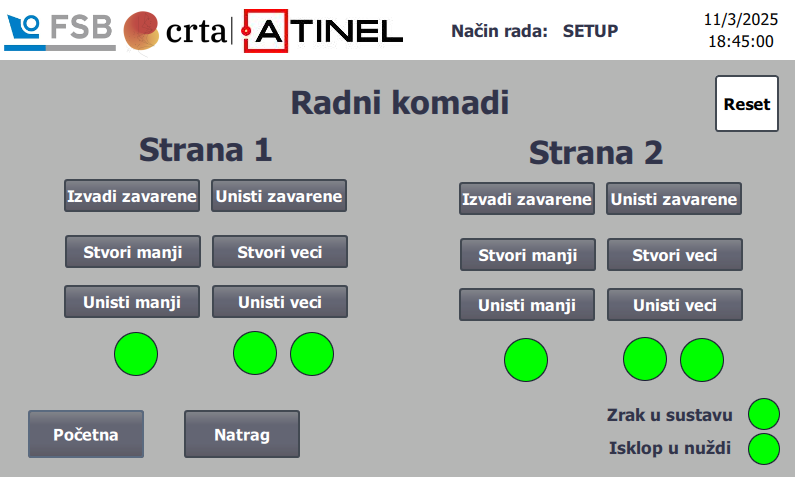 FSB crta ATINEL Način rada: SETUP 11/3/2025
18:45:00
Radni komadi
Reset
Strana 1 Strana 2
Izvadi zavarene Unisti zavarene Izvadi zavarene Unisti zavarene
Stvori manji Stvori veci Stvori manji Stvori veci
Unisti manji Unisti veci Unisti manji Unisti veci
Zrak u sustavu
Početna Natrag
Isklop u nuždi